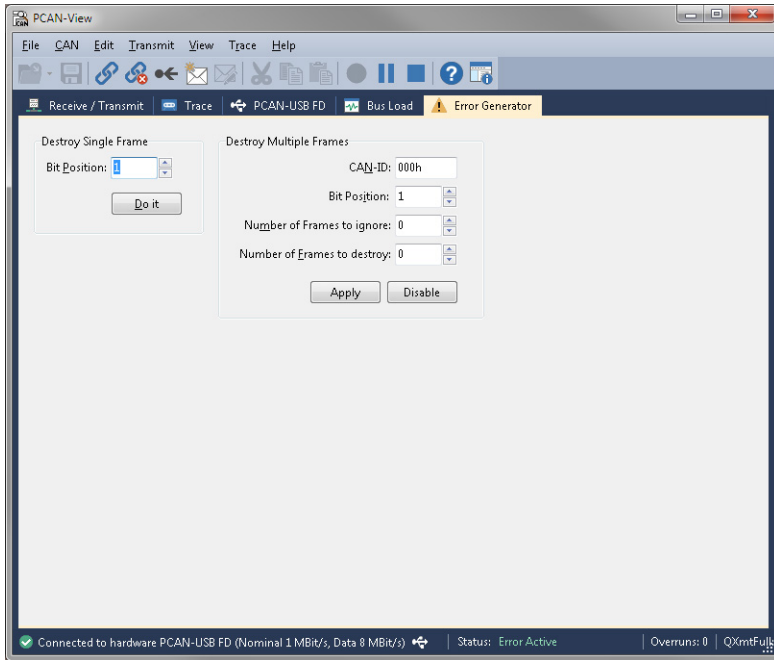 PCAN-View
File CAN Edit Transmit View Trace Help
Receive / Transmit Trace PCAN-USB FD Bus Load Error Generator
Destroy Single Frame
Bit Position: 1
Do it
Destroy Multiple Frames
CAN-ID: 000h
Bit Position: 1
Number of Frames to ignore: 0
Number of Frames to destroy: 0
Apply Disable
Connected to hardware PCAN-USB FD (Nominal 1 MBit/s, Data 8 MBit/s) Status: Error Active Overruns: 0 QXmtFull: